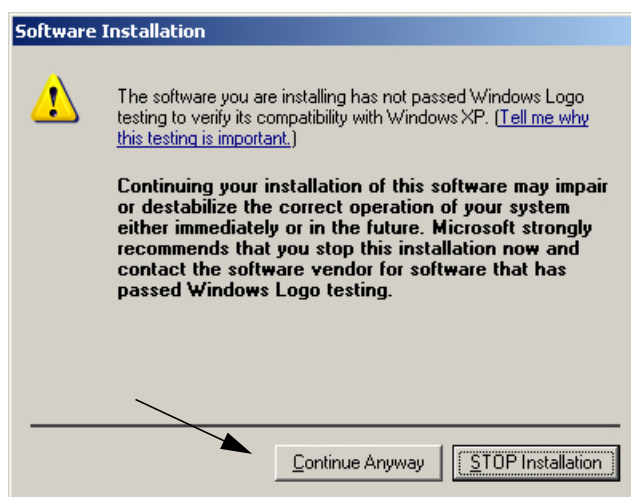 Software Installation
The software you are installing has not passed Windows Logo
testing to verify its compatibility with Windows XP. (Tell me why
this testing is important.)
Continuing your installation of this software may impair
or destabilize the correct operation of your system
either immediately or in the future. Microsoft strongly
recommends that you stop this installation now and
contact the software vendor for software that has
passed Windows Logo testing.
Continue Anyway
STOP Installation